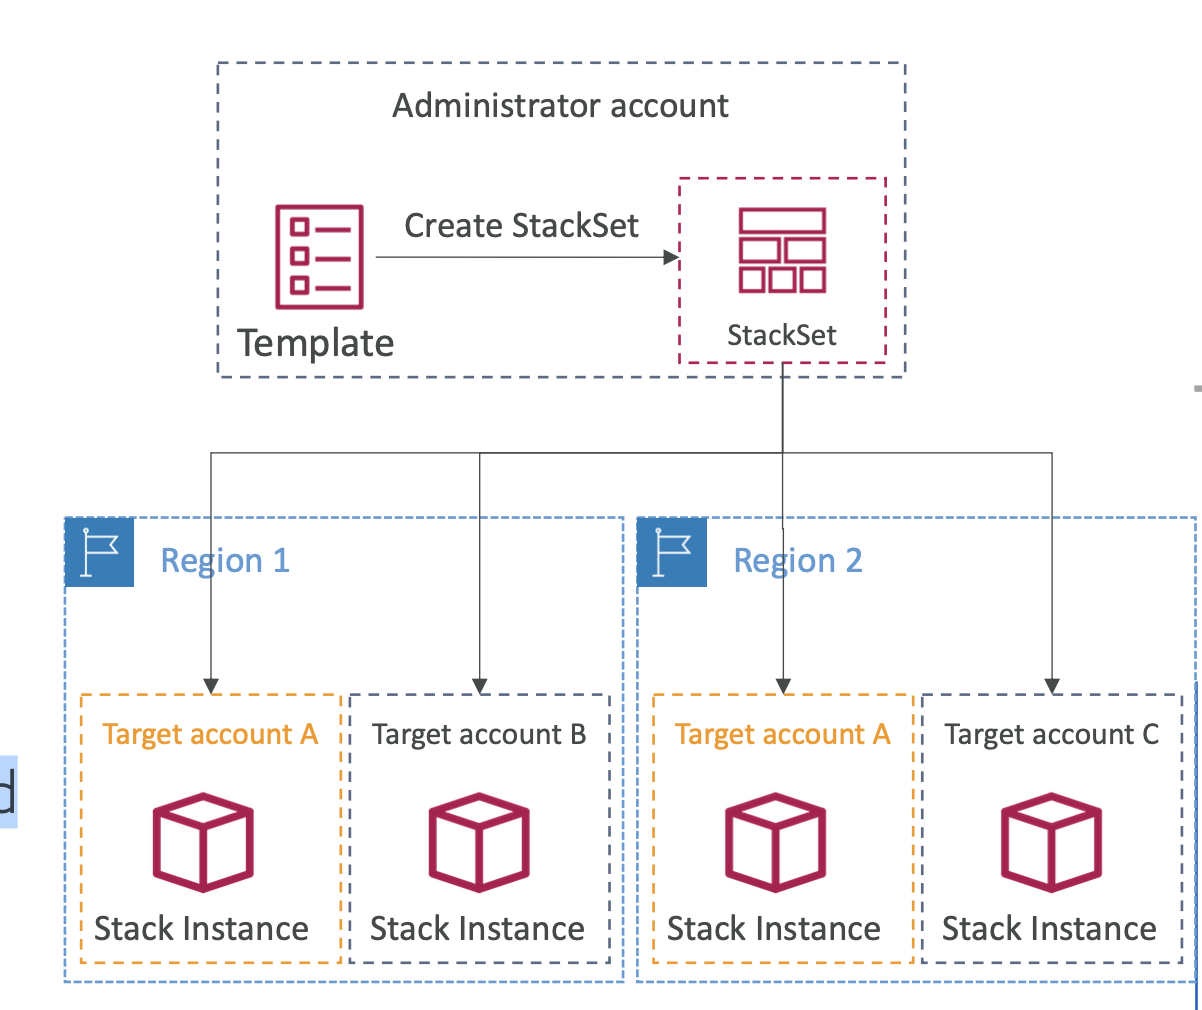 Administrator account
Create StackSet
Template
StackSet
Region 1
Region 2
Target account A
Target account B
Target account A
Target account C
d
Stack Instance
Stack Instance
Stack Instance
Stack Instance